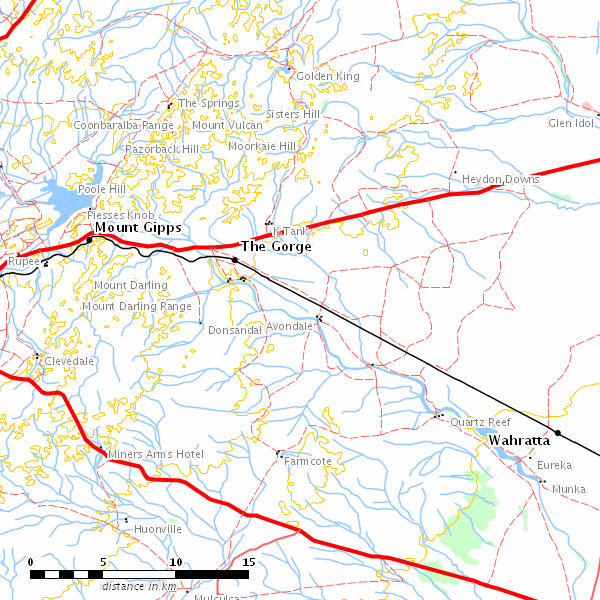 Golden King
The Springs
Sisters Hill
Glen Idol
Coonbaralba Range
Mount Vulcan
Razorback Hill
Moorkaie Hill
Heydon Downs
Poole Hill
Piesses Knob
K Tank
Mount Gipps
The Gorge
Rupee
Mount Darling
Mount Darling Range
Donsandal
Avondale
Clevedale
Quartz Reef
Wahratta
Miners Arms Hotel
Farmcote
Eureka
Munka
Huonville
0 5 10 15
distance in km
Mulculca